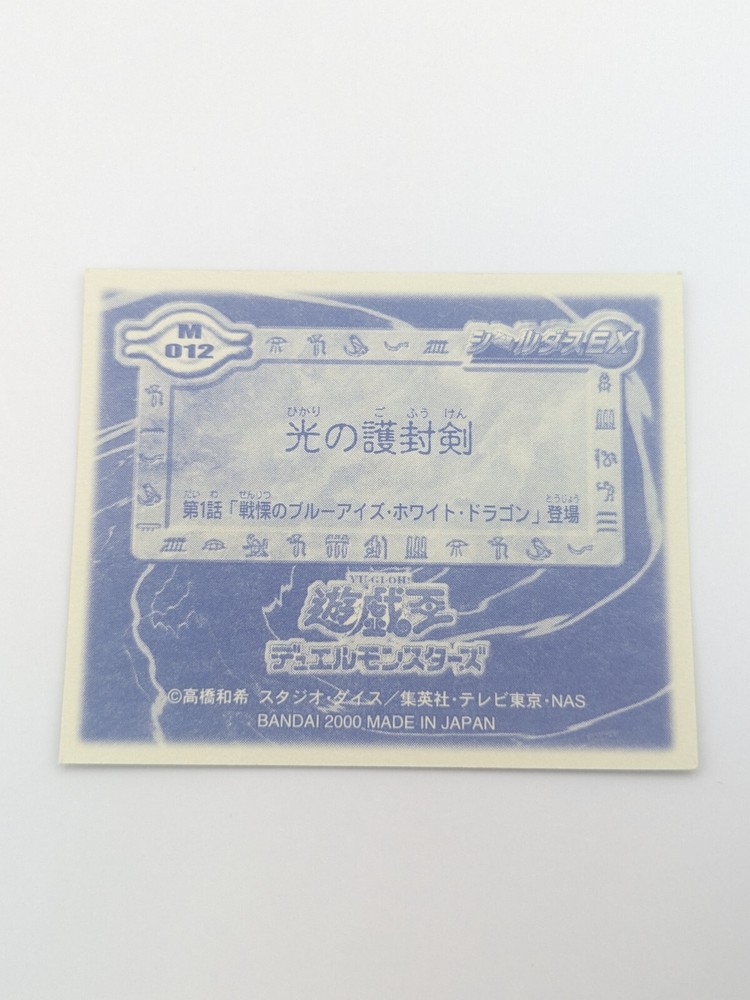 M
012
シールダスEX
ひかり ご ふう けん
光の護封剣
だい わ せんりつ とうじょう
第1話「戦慄のブルーアイズ・ホワイト・ドラゴン」登場
YU-GI-OH!
遊戯王
デュエルモンスターズ
©高橋和希 スタジオ・ダイス／集英社・テレビ東京・NAS
BANDAI 2000 MADE IN JAPAN